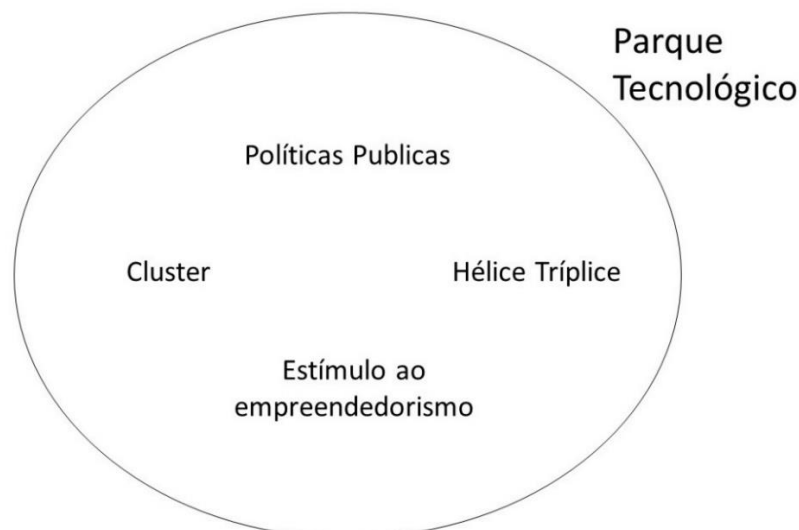 Parque
Tecnológico
Políticas Publicas
Cluster
Hélice Tríplice
Estímulo ao
empreendedorismo